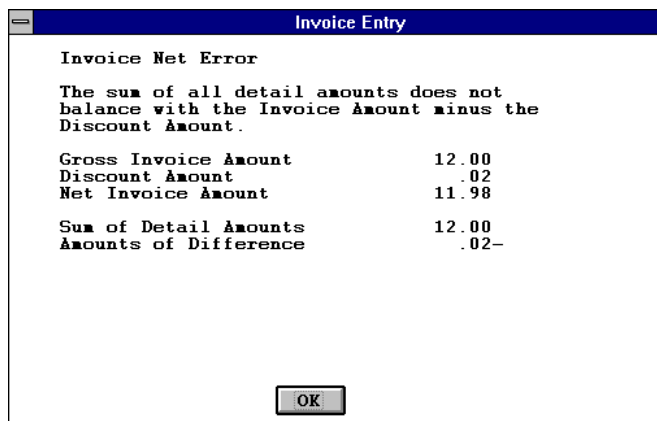 Invoice Entry
Invoice Net Error
The sum of all detail amounts does not
balance with the Invoice Amount minus the
Discount Amount.
Gross Invoice Amount 12.00
Discount Amount .02
Net Invoice Amount 11.98
Sum of Detail Amounts 12.00
Amounts of Difference .02-
OK